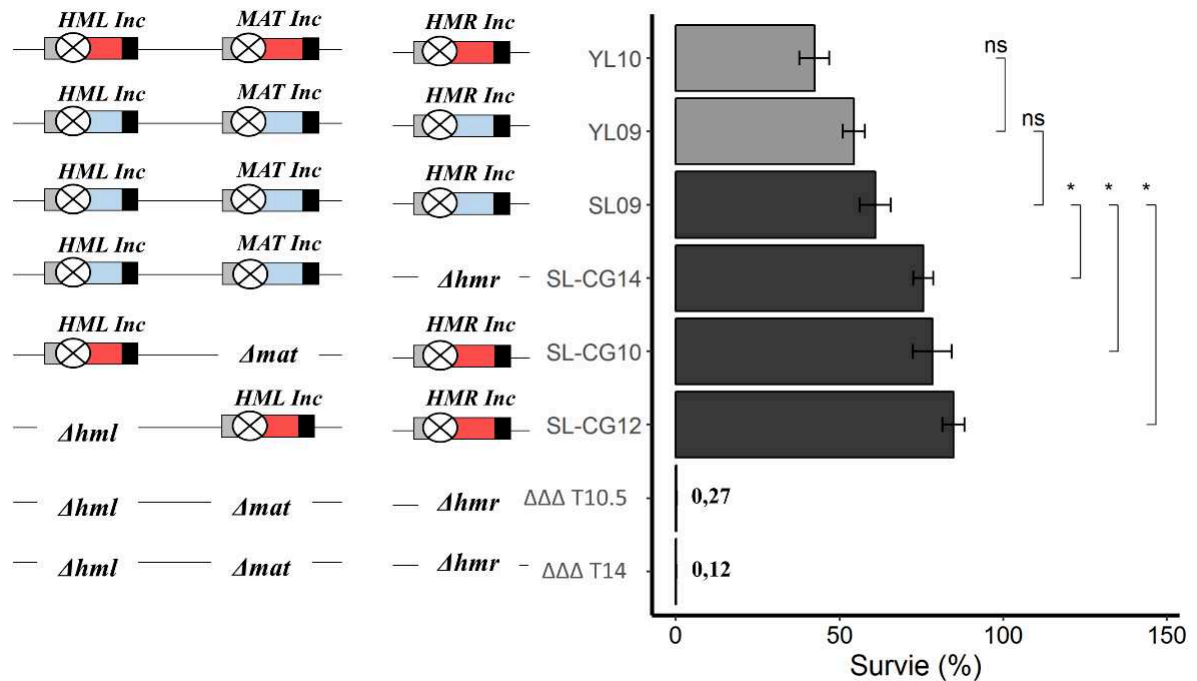 HML Inc MAT Inc HMR Inc YL10 ns
HML Inc MAT Inc HMR Inc YL09 ns
HML Inc MAT Inc HMR Inc SL09 * * *
HML Inc MAT Inc Δhmr SL-CG14
HML Inc Δmat HMR Inc SL-CG10
Δhml HML Inc HMR Inc SL-CG12
Δhml Δmat Δhmr ΔΔΔ T10.5 0,27
Δhml Δmat Δhmr ΔΔΔ T14 0,12
0 50 100 150
Survie (%)